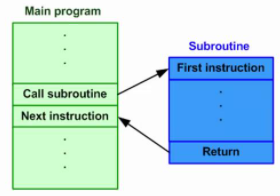 Main program
.
.
.
Call subroutine
Next instruction
.
.
.
Subroutine
First instruction
.
.
.
Return